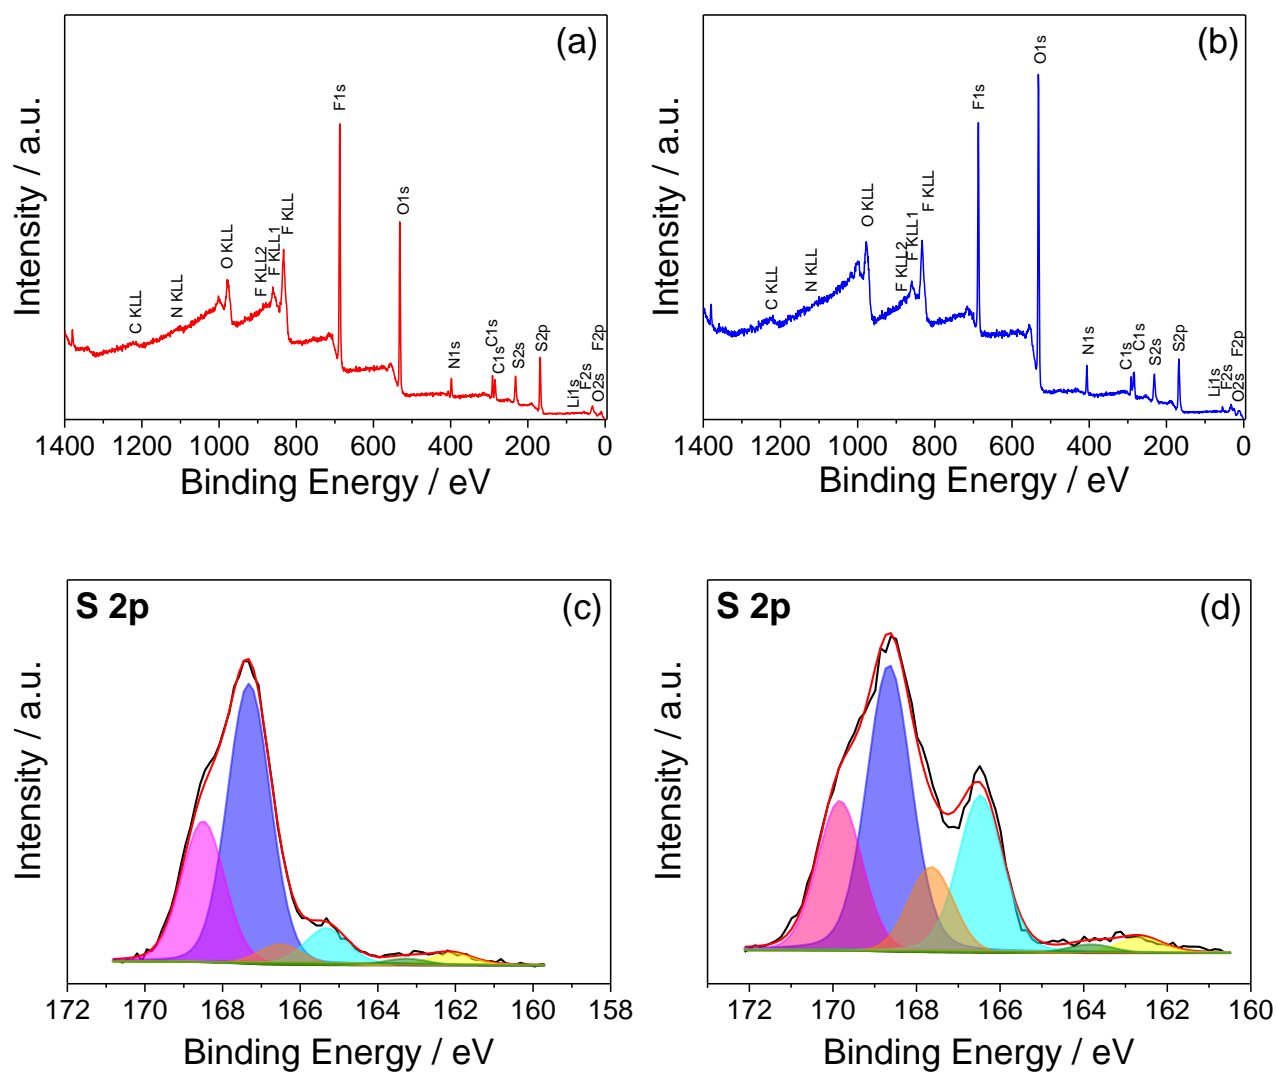 (a)
Intensity / a.u.
C KLL
N KLL
O KLL
F KLL2
F KLL1
F KLL
F1s
O1s
N1s
C1s
C1s
S2s
S2p
Li1s
F2s
O2s
F2p
1400 1200 1000 800 600 400 200 0
Binding Energy / eV
(b)
Intensity / a.u.
C KLL
N KLL
O KLL
F KLL2
F KLL1
F KLL
F1s
O1s
N1s
C1s
C1s
S2s
S2p
Li1s
F2s
O2s
F2p
1400 1200 1000 800 600 400 200 0
Binding Energy / eV
S 2p (c)
Intensity / a.u.
172 170 168 166 164 162 160 158
Binding Energy / eV
S 2p (d)
Intensity / a.u.
172 170 168 166 164 162 160
Binding Energy / eV